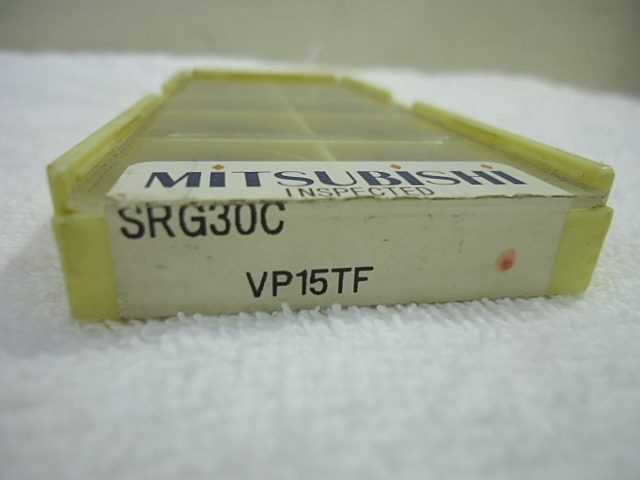 MITSUBISHI
INSPECTED
SRG30C
VP15TF